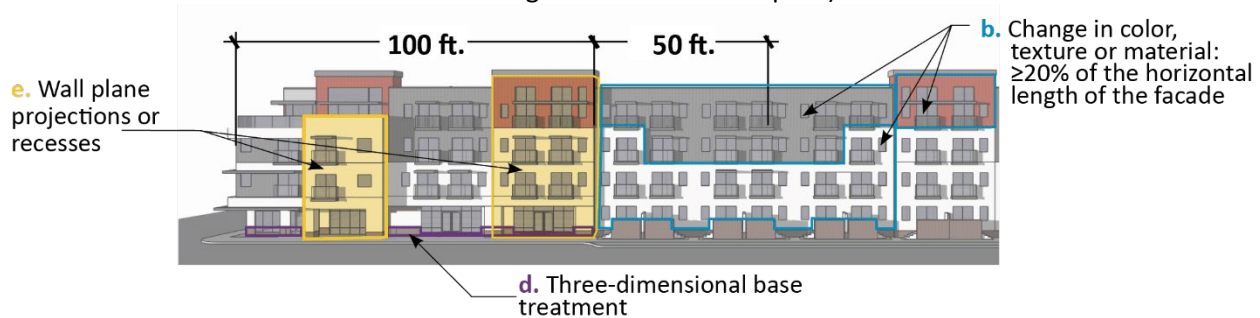 100 ft.
50 ft.
b. Change in color,
texture or material:
≥20% of the horizontal
length of the facade
e. Wall plane
projections or
recesses
d. Three-dimensional base
treatment